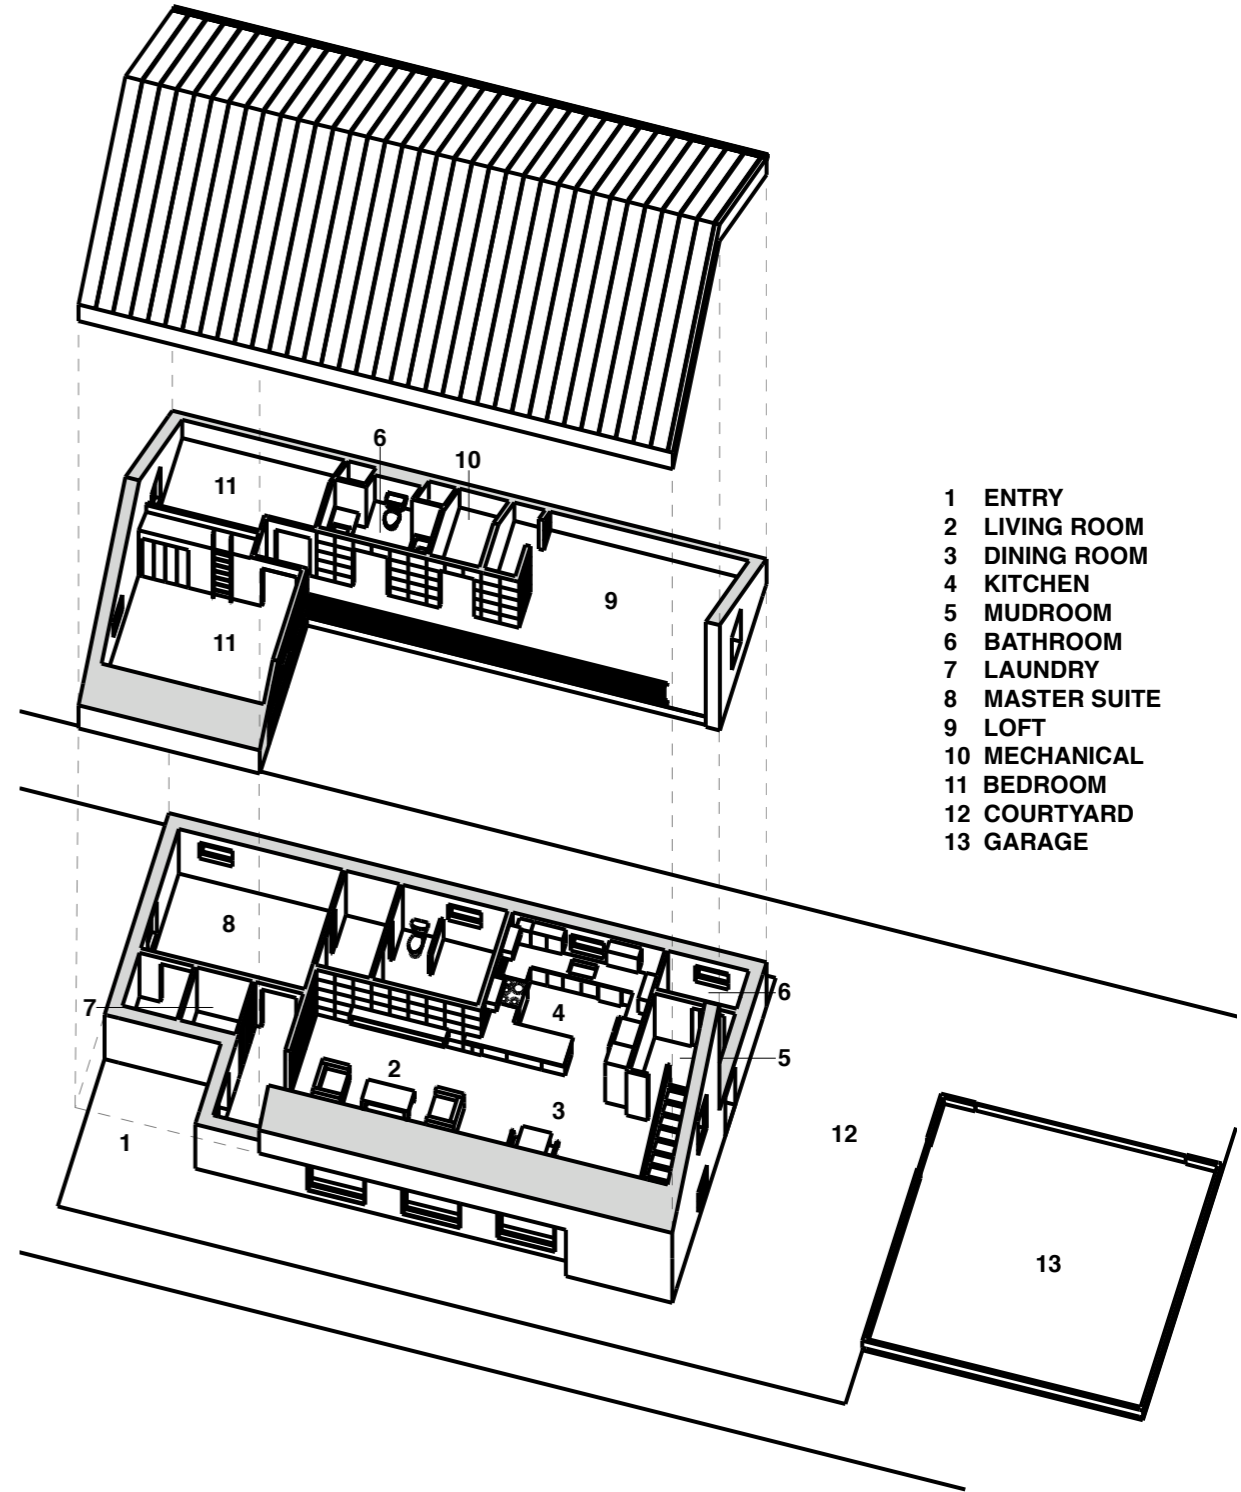 6
10
11
11
9
1 ENTRY
2 LIVING ROOM
3 DINING ROOM
4 KITCHEN
5 MUDROOM
6 BATHROOM
7 LAUNDRY
8 MASTER SUITE
9 LOFT
10 MECHANICAL
11 BEDROOM
12 COURTYARD
13 GARAGE
8
6
7
4
5
2
3
12
1
13